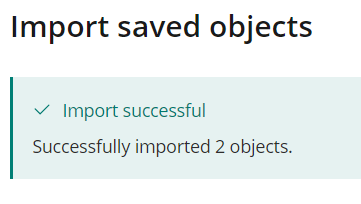 Import saved objects
Import successful
Successfully imported 2 objects.